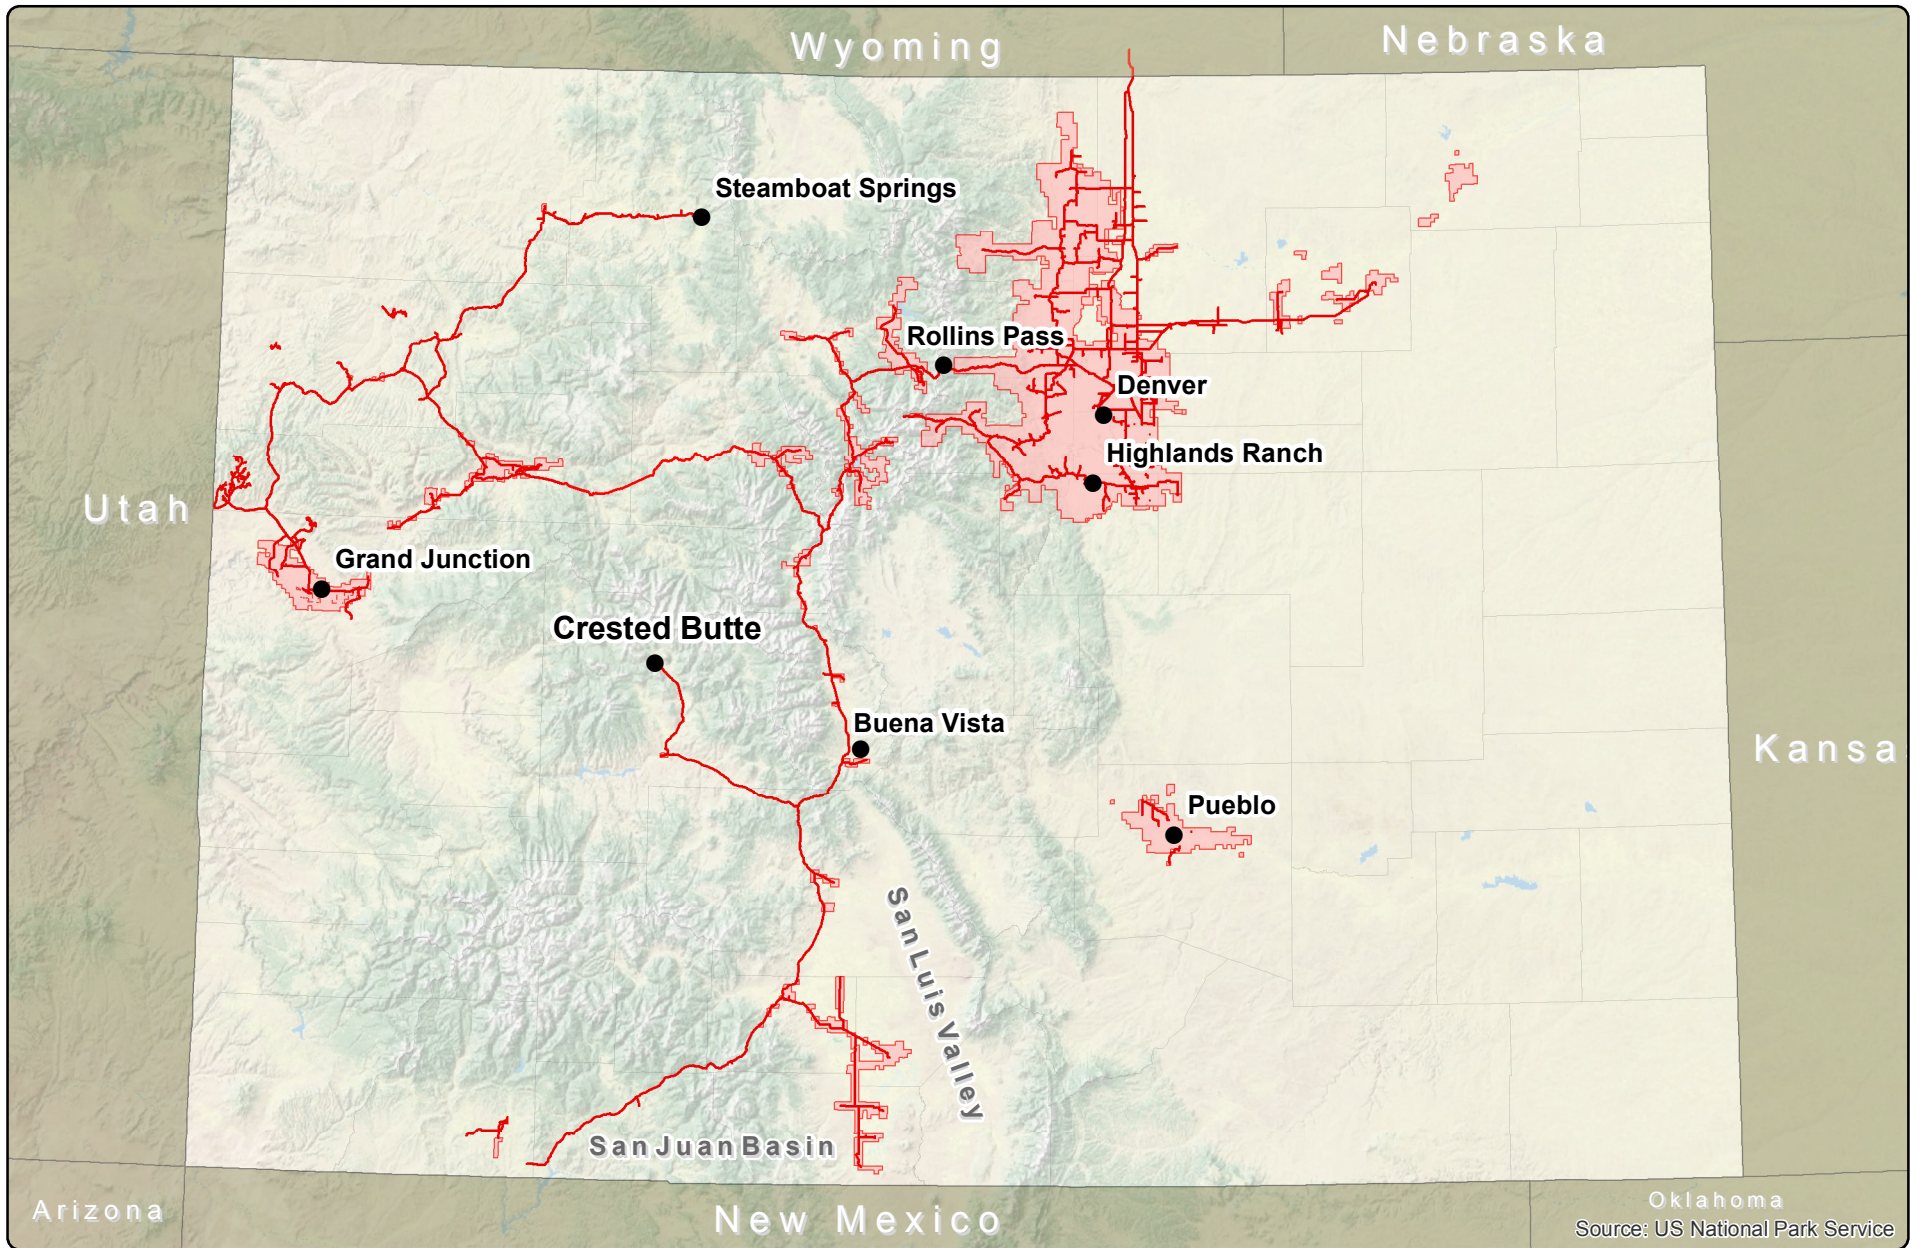 Wyoming
Nebraska
Steamboat Springs
Rollins Pass
Denver
Highlands Ranch
Utah
Grand Junction
Crested Butte
Buena Vista
Kansa
Pueblo
San Luis Valley
San Juan Basin
Arizona
New Mexico
Oklahoma
Source: US National Park Service